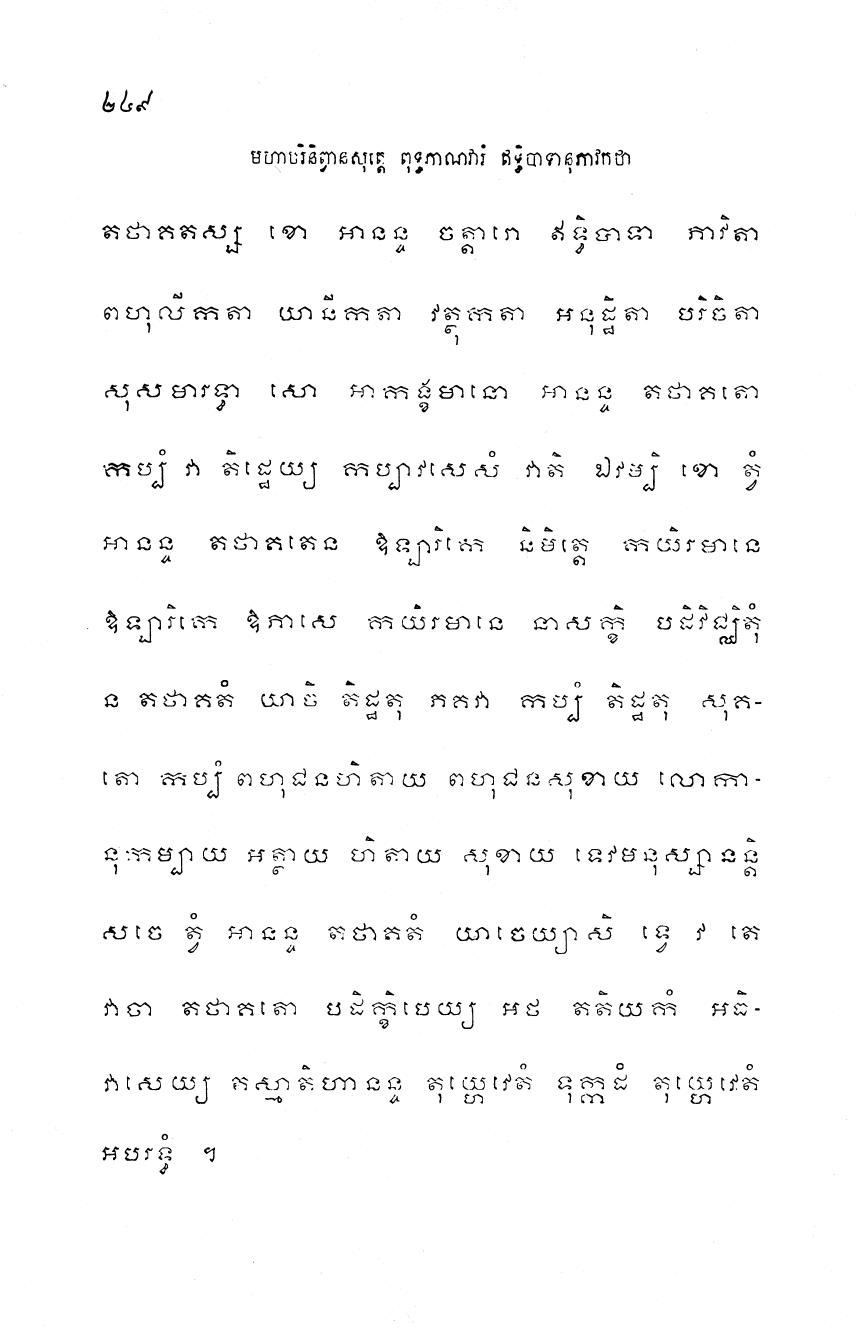 ២៤៩
មហាបរិនិព្វានសុត្តេ ពុទ្ធភាណវារំ ឥទ្ធិបាទានុភាវកថា
តថាគតស្ស ខោ អានន្ទ ចត្តារោ ឥទ្ធិបាទា ភាវិតា
ពហុលីកតា យានីកតា វត្ថុកតា អនុដ្ឋិតា បរិចិតា
សុសមារទ្ធា សោ អាកង្ខមានោ អានន្ទ តថាគតោ
កប្បំ វា តិដ្ឋេយ្យ កប្បាវសេសំ វាតិ ឯវម្បិ ខោ ត្វំ
អានន្ទ តថាគតេន ឱឡ្ហារិកេ និមិត្តេ កយិរមានេ
ឱឡ្ហារិកេ ឱភាសេ កយិរមានេ នាសក្ខិ បដិវិជ្ឈិតុំ
ន តថាគតំ យាចិ តិដ្ឋតុ ភគវា កប្បំ តិដ្ឋតុ សុគ-
តោ កប្បំ ពហុជនហិតាយ ពហុជនសុខាយ លោកា-
នុកម្បាយ អត្ថាយ ហិតាយ សុខាយ ទេវមនុស្សានន្តិ
សចេ ត្វំ អានន្ទ តថាគតំ យាចេយ្យាសិ ទ្វេ វ តេ
វាចា តថាគតោ បដិក្ខិបេយ្យ អថ តតិយកំ អធិ-
វាសេយ្យ តស្មាតិហានន្ទ តុយ្ហេវេតំ ទុក្កដំ តុយ្ហេវេតំ
អបរទ្ធំ ។